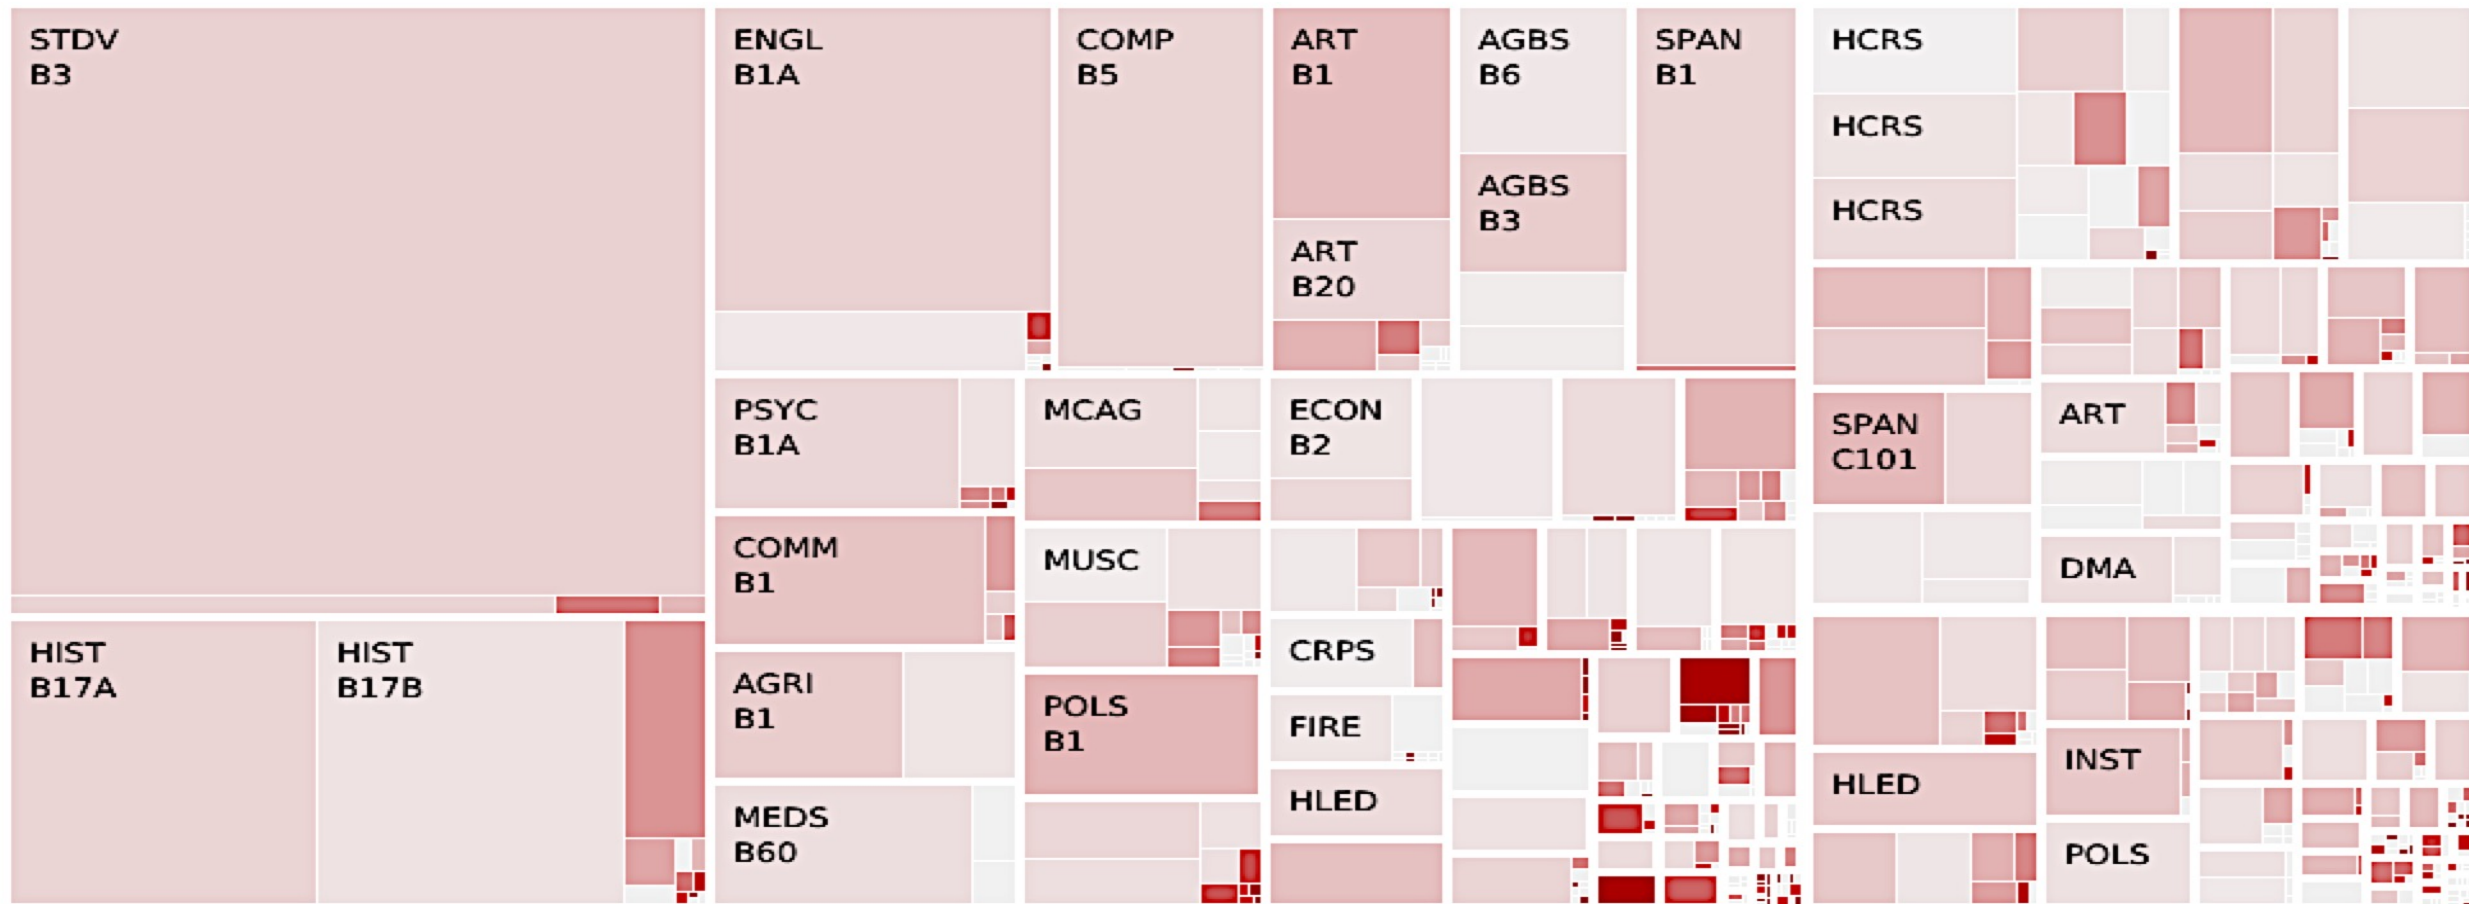 STDV
B3
ENGL
B1A
COMP
B5
ART
B1
AGBS
B6
SPAN
B1
HCRS
HCRS
AGBS
B3
HCRS
ART
B20
PSYC
B1A
MCAG
ECON
B2
SPAN
C101
ART
COMM
B1
MUSC
DMA
HIST
B17A
HIST
B17B
AGRI
B1
POLS
B1
CRPS
FIRE
INST
HLED
HLED
MEDS
B60
POLS